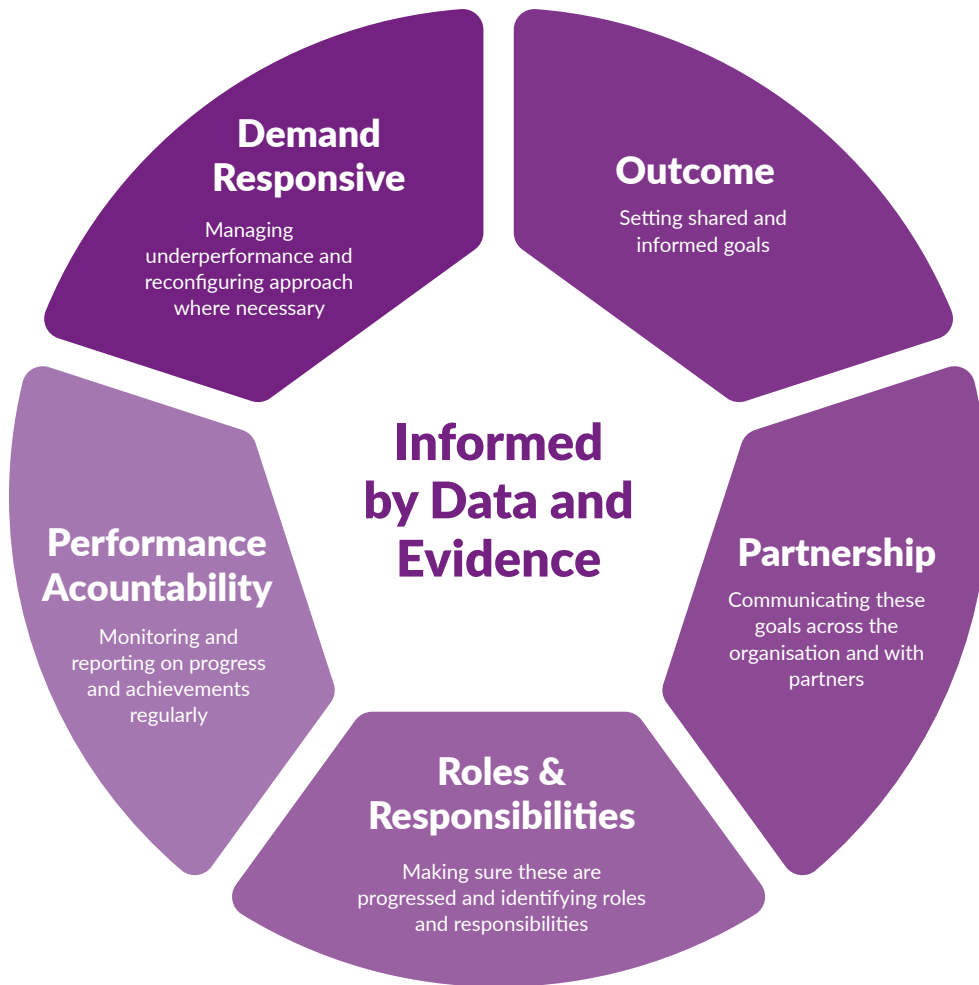 Demand
Responsive
Managing
underperformance and
reconfiguring approach
where necessary
Outcome
Setting shared and
informed goals
Informed
by Data and
Evidence
Performance
Acountability
Monitoring and
reporting on progress
and achievements
regularly
Partnership
Communicating these
goals across the
organisation and with
partners
Roles &
Responsibilities
Making sure these are
progressed and identifying roles
and responsibilities